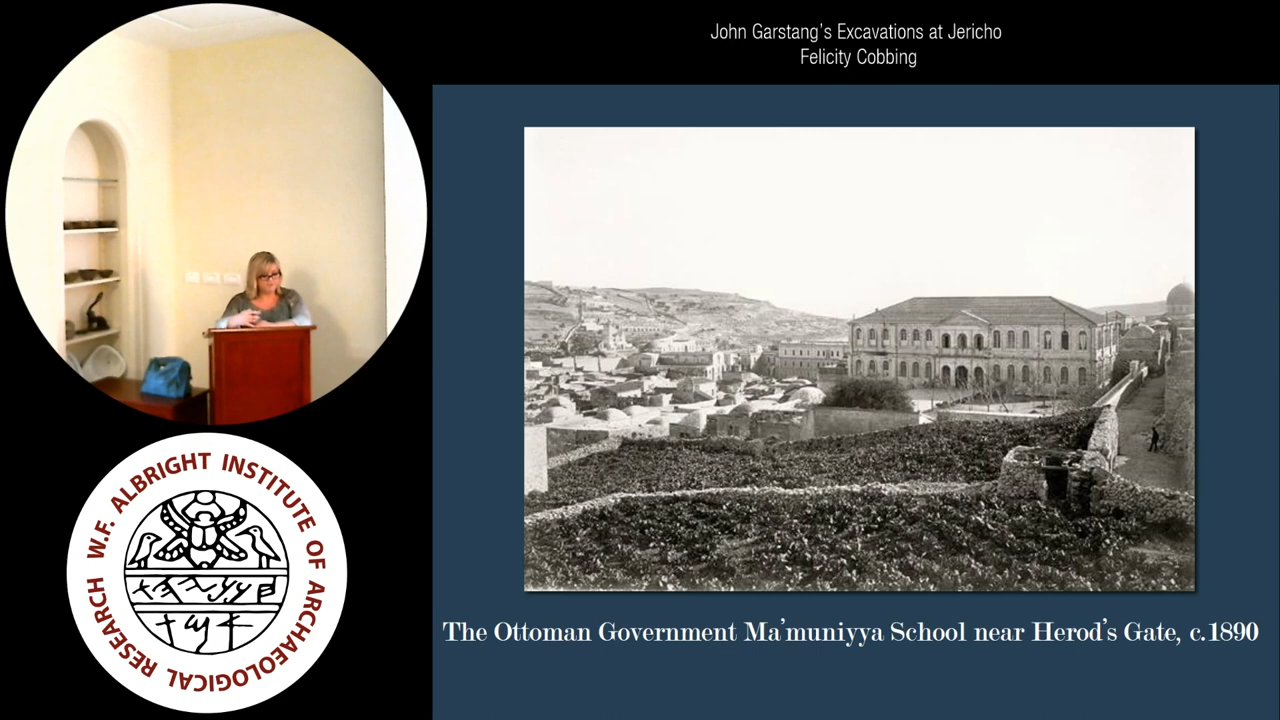 John Garstang's Excavations at Jericho
Felicity Cobbing
W.F. ALBRIGHT INSTITUTE OF ARCHAEOLOGICAL RESEARCH
The Ottoman Government Ma'muniyya School near Herod's Gate, c.1890